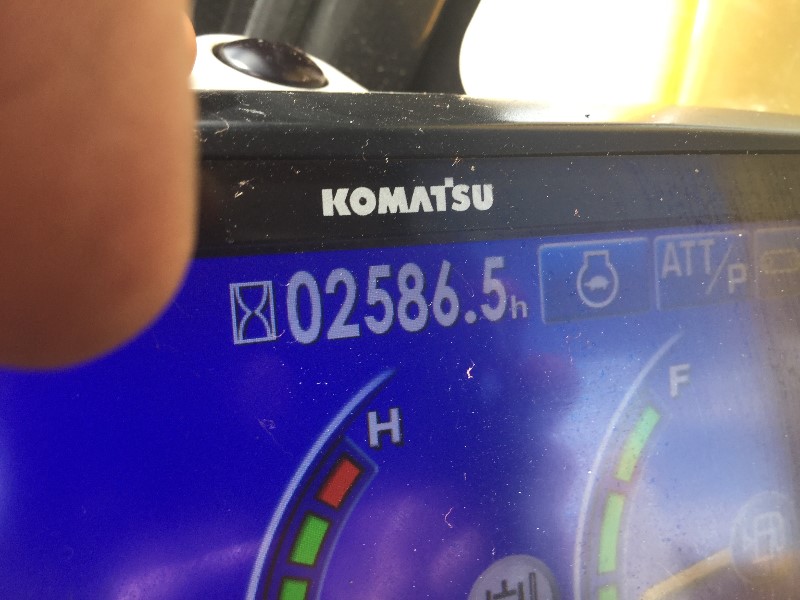 KOMATSU
02586.5h
ATT/P
H
F